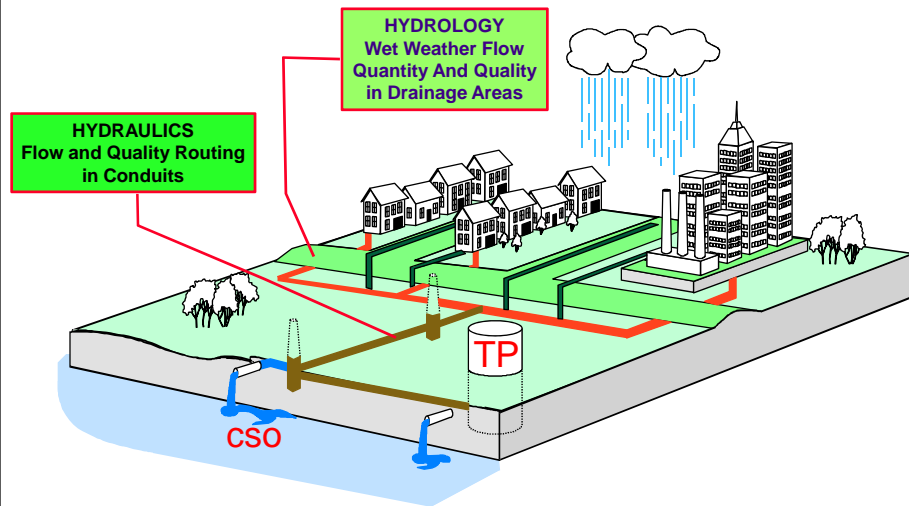 HYDROLOGY
Wet Weather Flow
Quantity And Quality
in Drainage Areas
HYDRAULICS
Flow and Quality Routing
in Conduits
TP
CSO